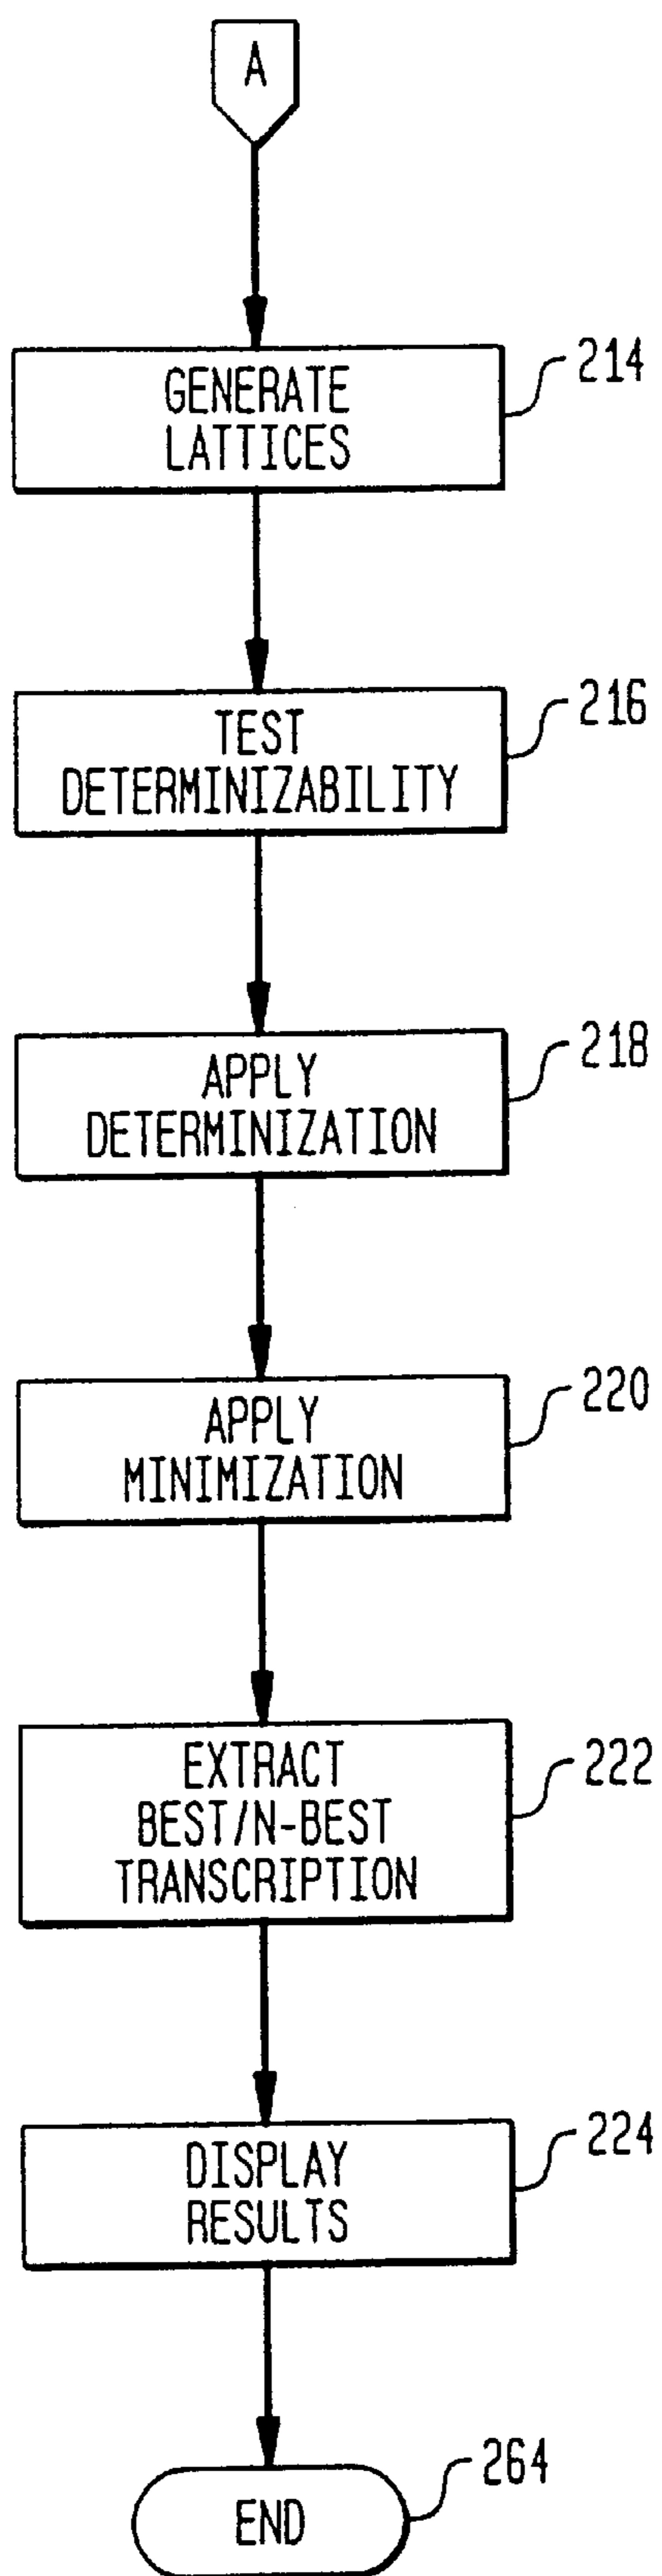 A
GENERATE
LATTICES
214
TEST
DETERMINIZABILITY
216
APPLY
DETERMINIZATION
218
APPLY
MINIMIZATION
220
EXTRACT
BEST/N-BEST
TRANSCRIPTION
222
DISPLAY
RESULTS
224
END
264